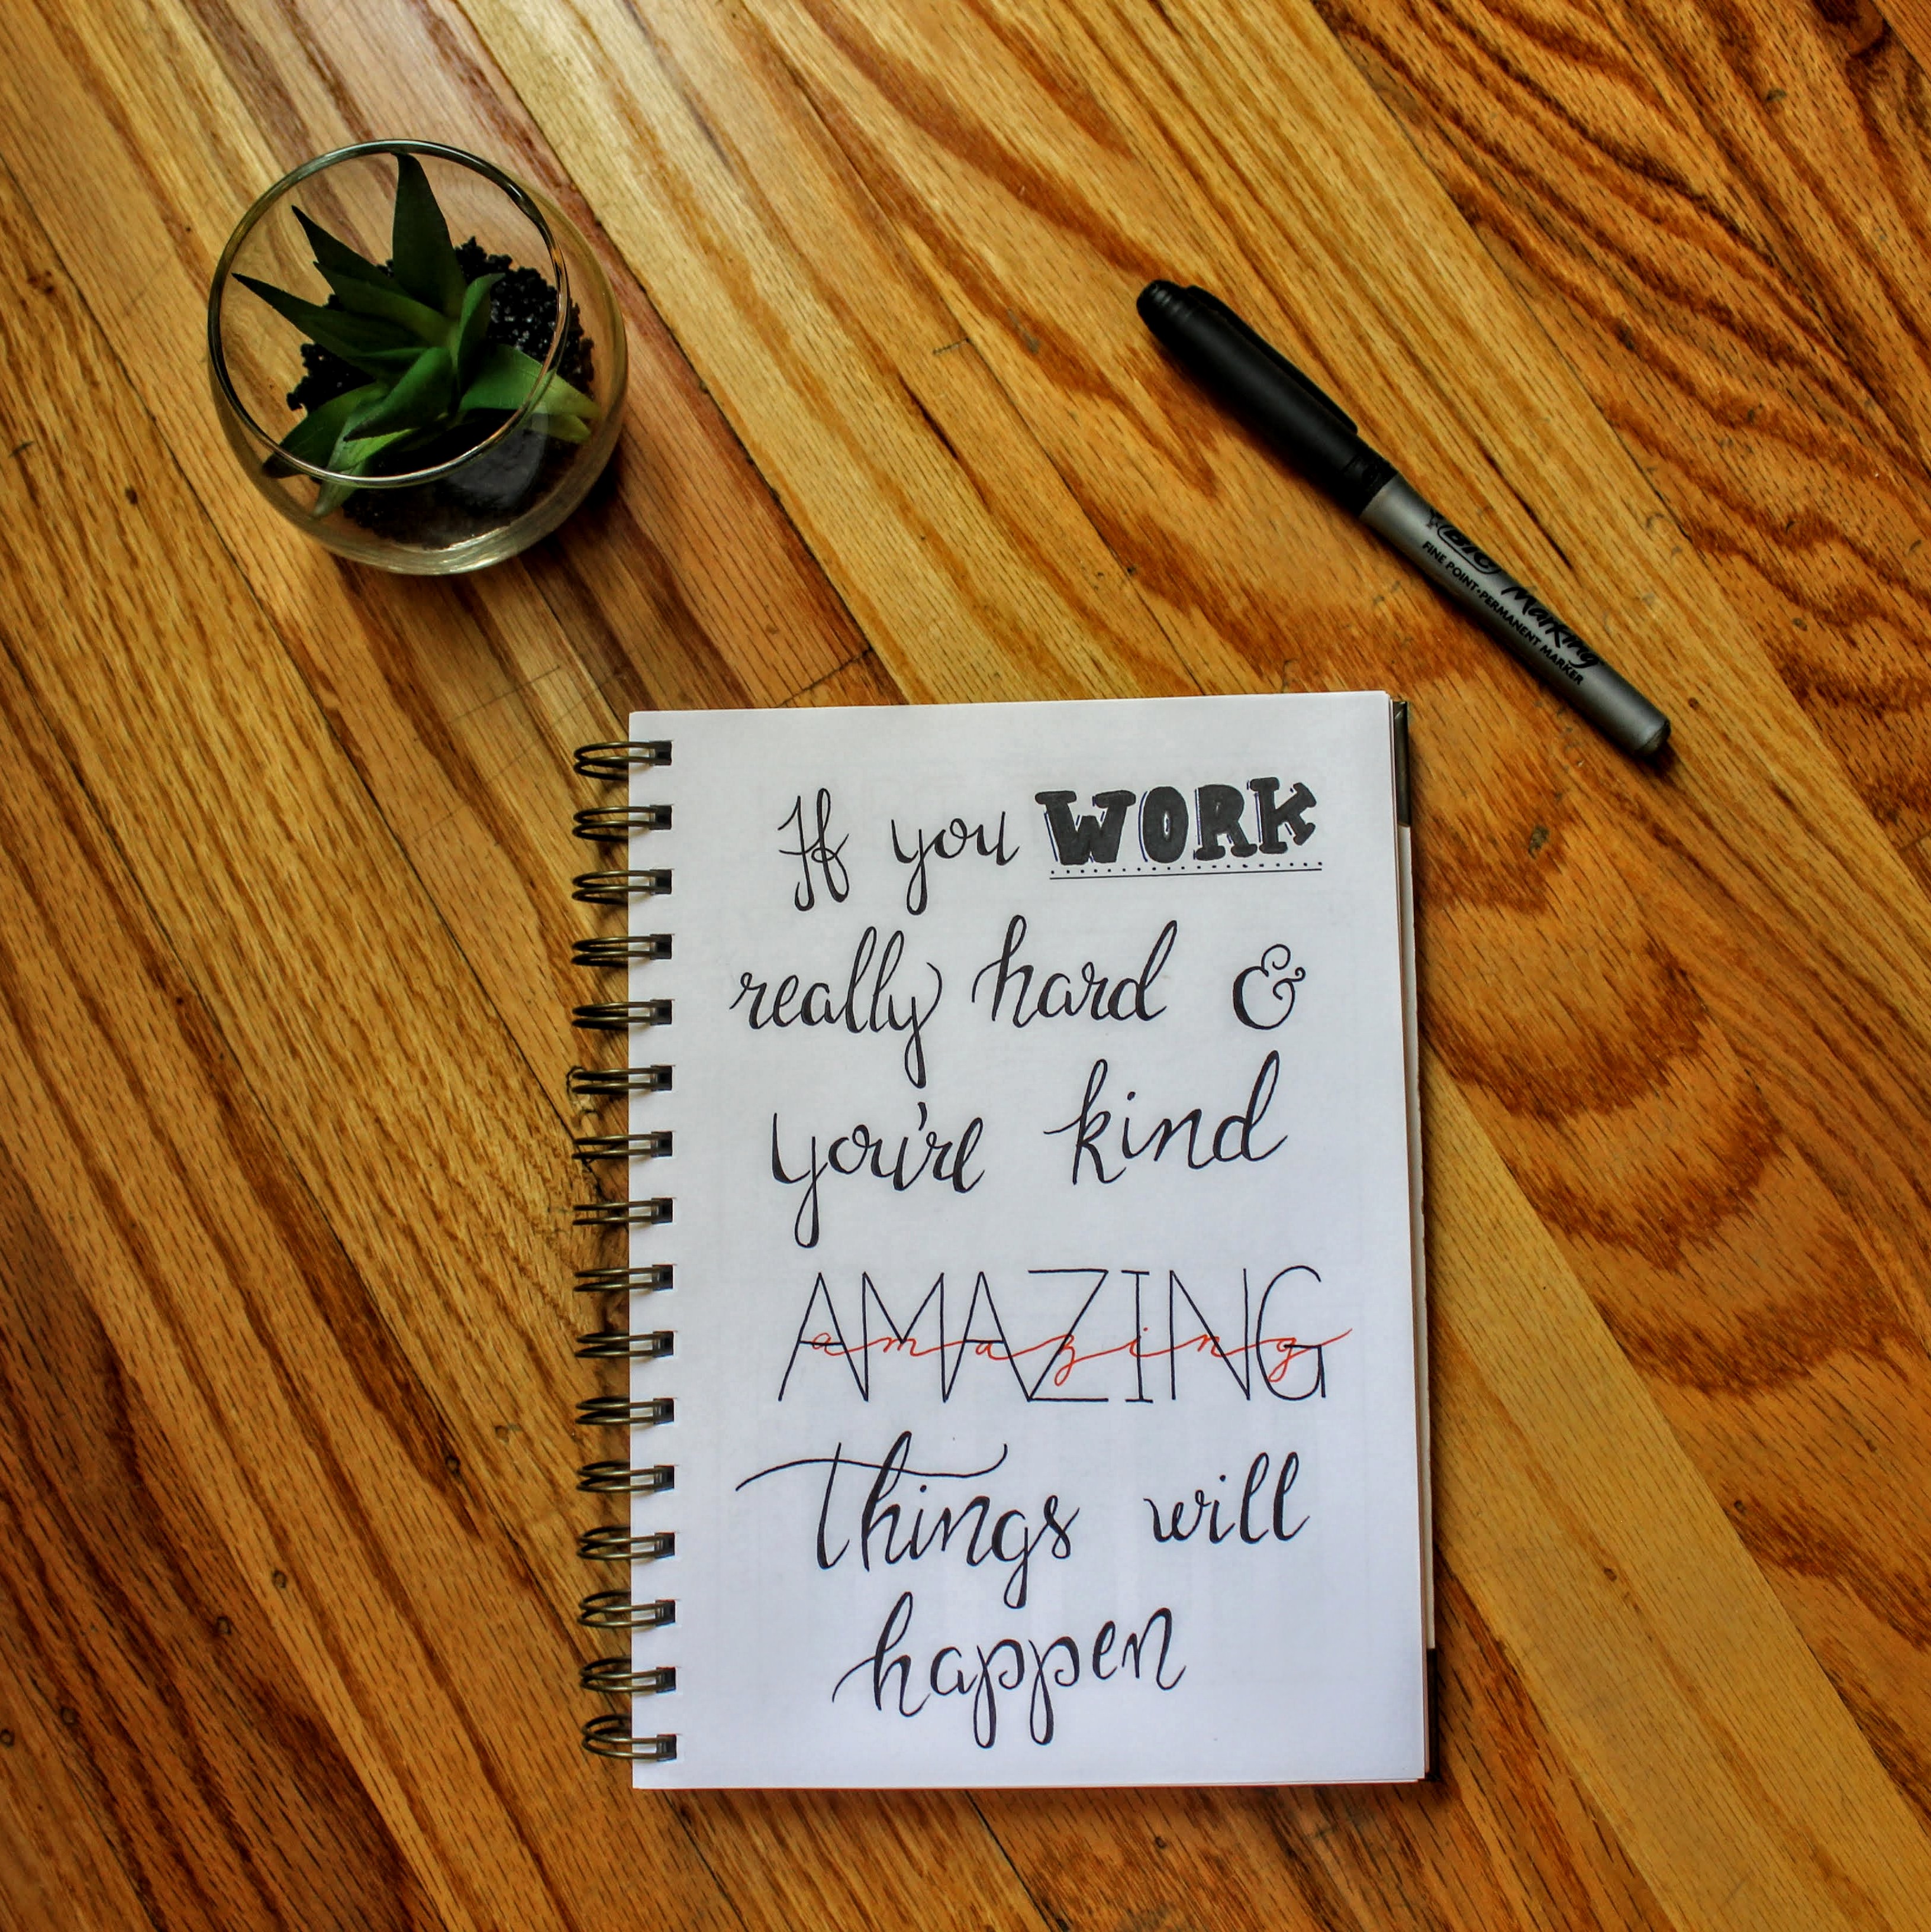 BIC Marking
FINE POINT·PERMANENT MARKER
If you WORK
really hard &
you're kind
AMAZING
amazing
things will
happen